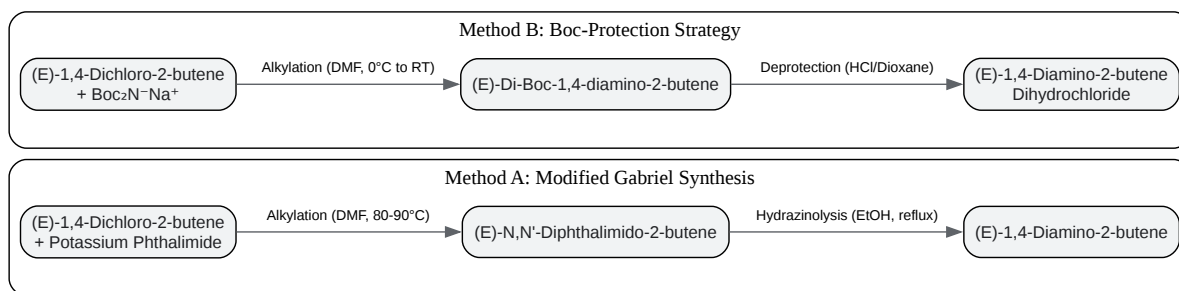 Method B: Boc-Protection Strategy
(E)-1,4-Dichloro-2-butene
+ Boc₂N⁻Na⁺
Alkylation (DMF, 0°C to RT)
(E)-Di-Boc-1,4-diamino-2-butene
Deprotection (HCl/Dioxane)
(E)-1,4-Diamino-2-butene
Dihydrochloride
Method A: Modified Gabriel Synthesis
(E)-1,4-Dichloro-2-butene
+ Potassium Phthalimide
Alkylation (DMF, 80-90°C)
(E)-N,N'-Diphthalimido-2-butene
Hydrazinolysis (EtOH, reflux)
(E)-1,4-Diamino-2-butene